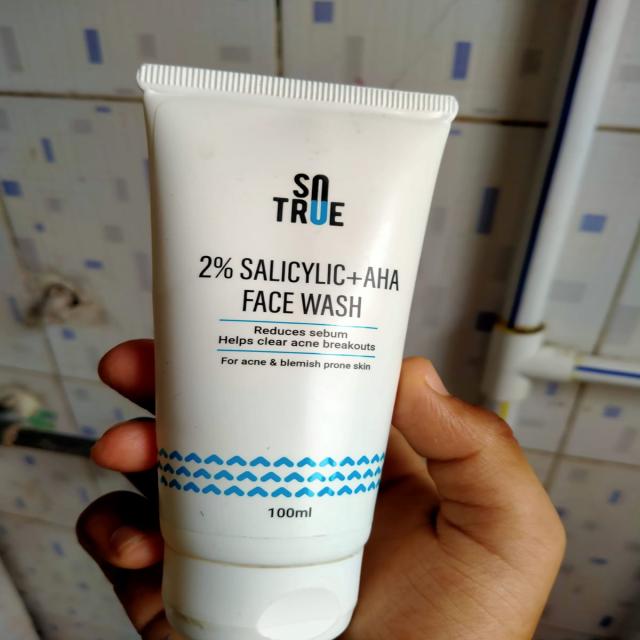 SO
TRUE
2% SALICYLIC+AHA
FACE WASH
Reduces sebum
Helps clear acne breakouts
For acne & blemish prone skin
100ml